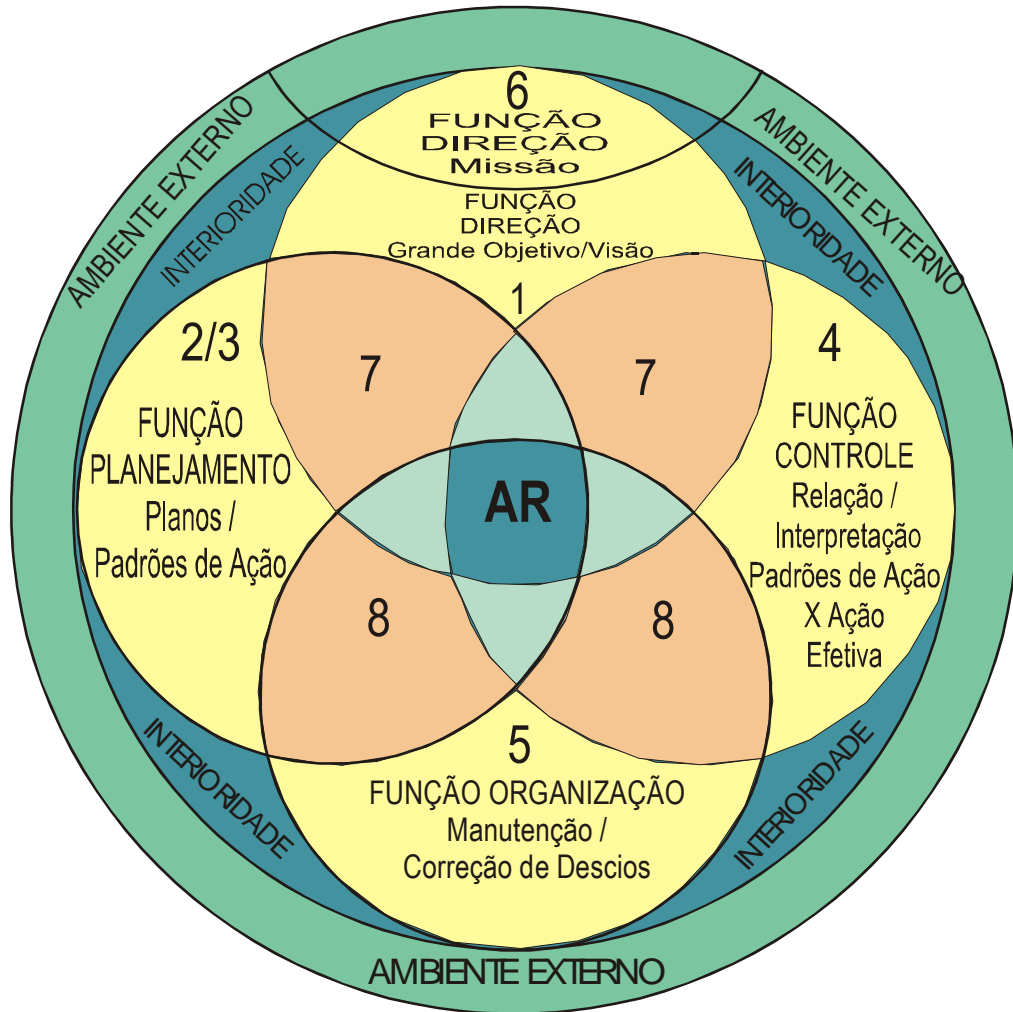 6
FUNÇÃO
DIREÇÃO
Missão
AMBIENTE EXTERNO
INTERIORIDADE
INTERIORIDADE
AMBIENTE EXTERNO
FUNÇÃO
DIREÇÃO
Grande Objetivo/Visão
1
2/3
7
7
4
FUNÇÃO
PLANEJAMENTO
Planos /
Padrões de Ação
AR
FUNÇÃO
CONTROLE
Relação /
Interpretação
Padrões de Ação
X Ação
Efetiva
8
8
5
FUNÇÃO ORGANIZAÇÃO
Manutenção /
Correção de Descios
INTERIORIDADE
INTERIORIDADE
AMBIENTE EXTERNO